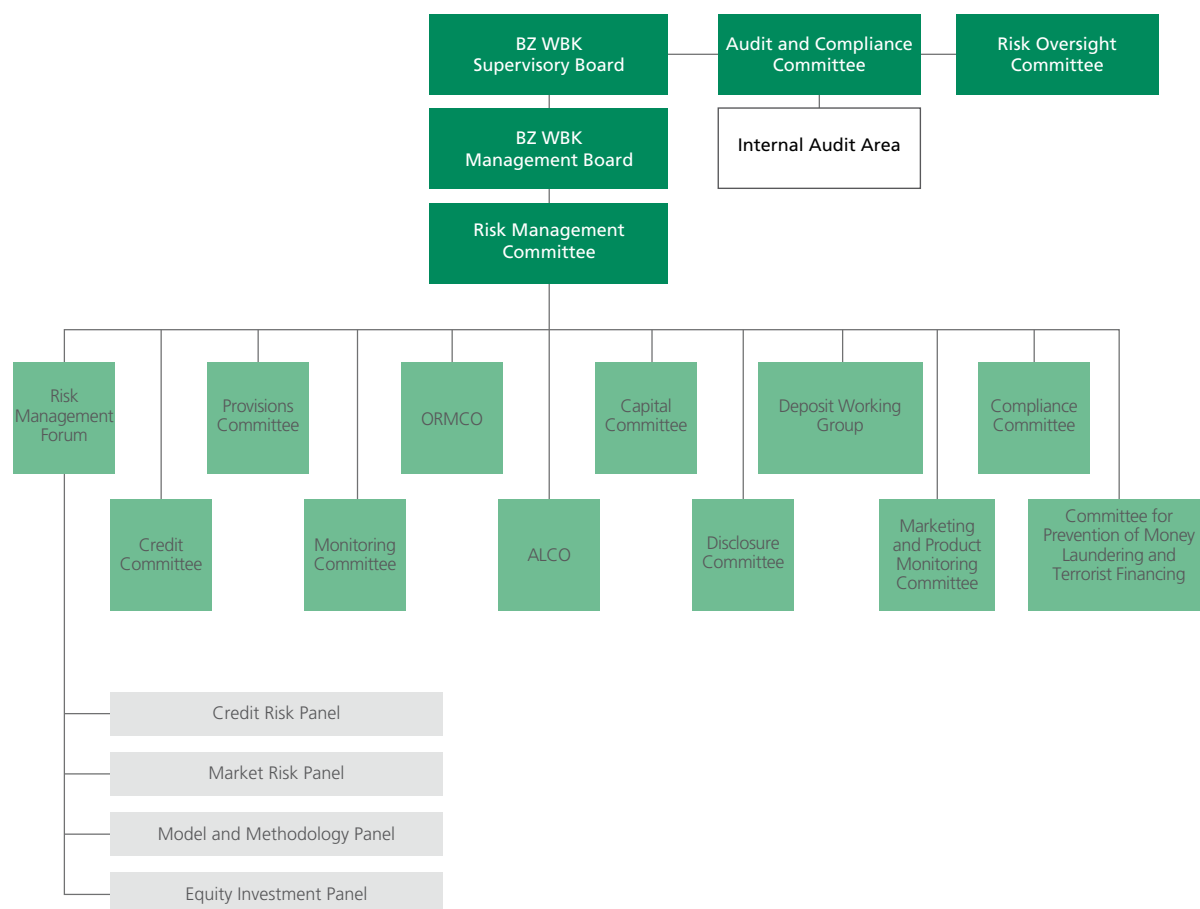 BZ WBK
Supervisory Board
Audit and Compliance
Committee
Risk Oversight
Committee
BZ WBK
Management Board
Internal Audit Area
Risk Management
Committee
Risk
Management
Forum
Provisions
Committee
ORMCO
Capital
Committee
Deposit Working
Group
Compliance
Committee
Credit
Committee
Monitoring
Committee
ALCO
Disclosure
Committee
Marketing
and Product
Monitoring
Committee
Committee for
Prevention of Money
Laundering and
Terrorist Financing
Credit Risk Panel
Market Risk Panel
Model and Methodology Panel
Equity Investment Panel